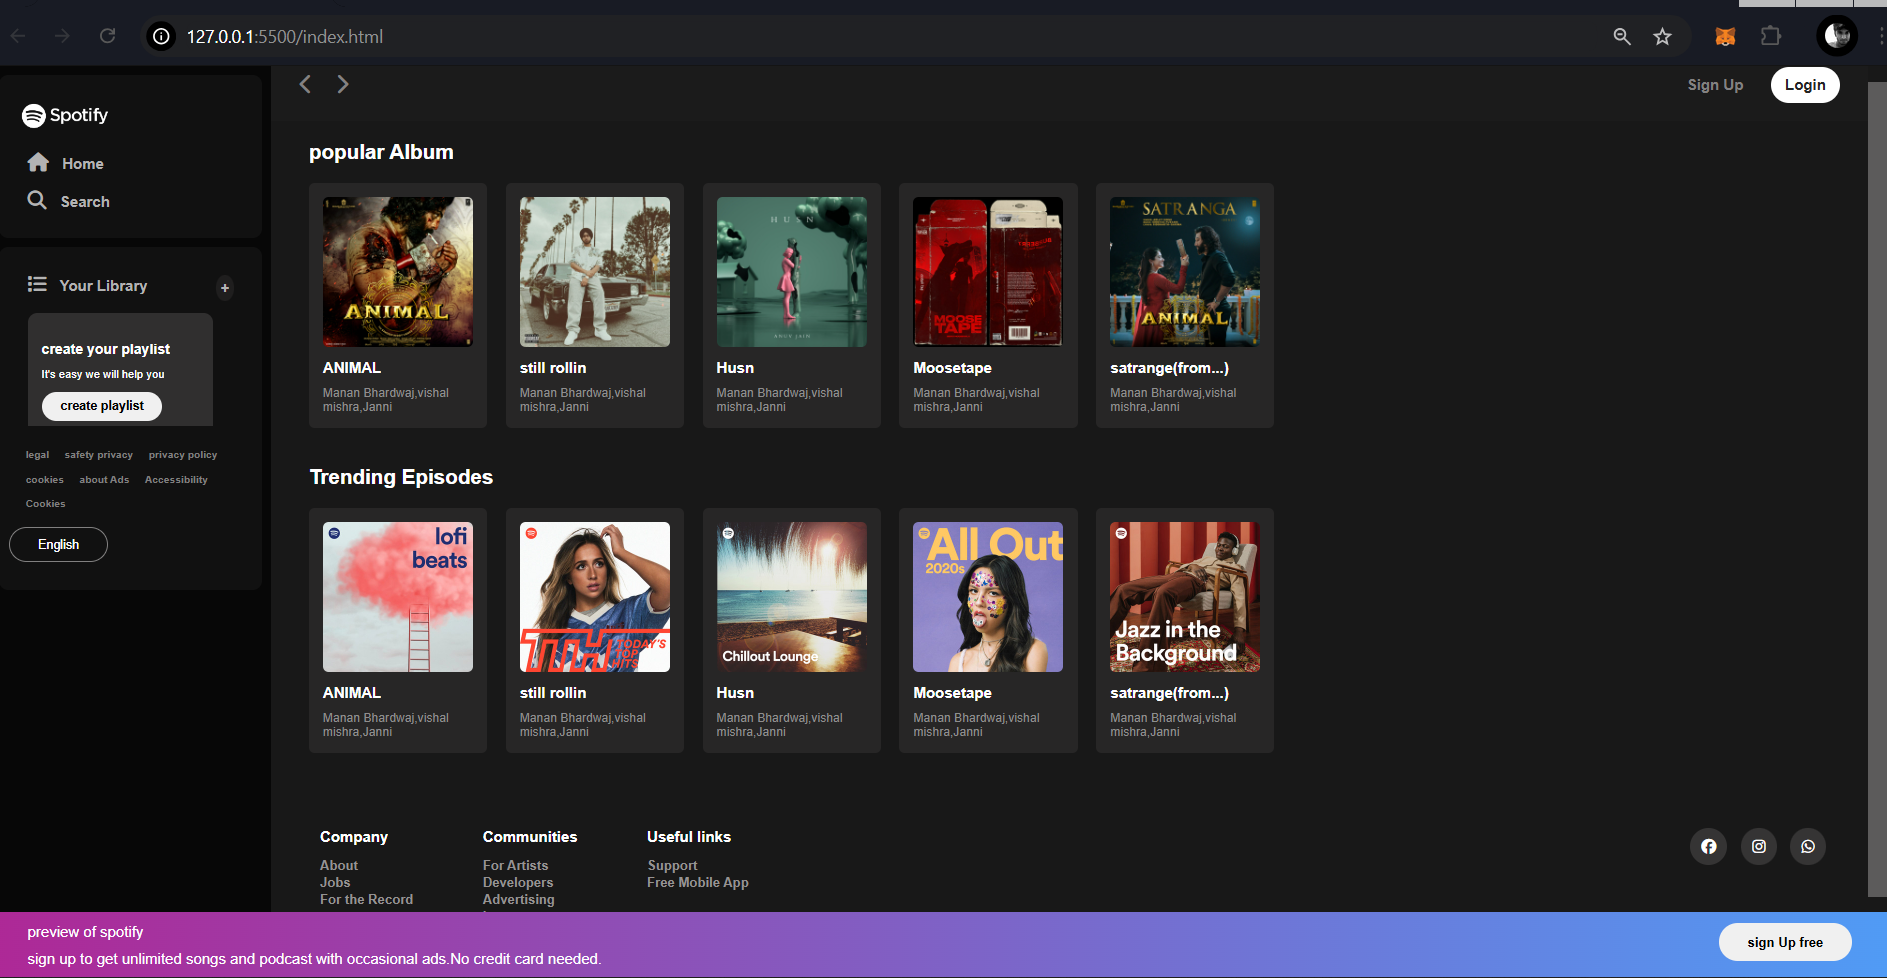 127.0.0.1:5500/index.html
Spotify
Home
Search
Your Library
+
create your playlist
It's easy we will help you
create playlist
legal safety privacy privacy policy
cookies about Ads Accessibility
Cookies
English
Sign Up Login
popular Album
ANIMAL
HUSN
ANUV JAIN
MOOSE
TAPE
SATRANGA
ANIMAL
ANIMAL still rollin Husn Moosetape satrange(from...)
Manan Bhardwaj,vishal Manan Bhardwaj,vishal Manan Bhardwaj,vishal Manan Bhardwaj,vishal Manan Bhardwaj,vishal
mishra,Janni mishra,Janni mishra,Janni mishra,Janni mishra,Janni
Trending Episodes
lofi
beats
TTH TODAY'S
TOP
HITS
Chillout Lounge
All Out
2020s
Jazz in the
Background
ANIMAL still rollin Husn Moosetape satrange(from...)
Manan Bhardwaj,vishal Manan Bhardwaj,vishal Manan Bhardwaj,vishal Manan Bhardwaj,vishal Manan Bhardwaj,vishal
mishra,Janni mishra,Janni mishra,Janni mishra,Janni mishra,Janni
Company Communities Useful links
About For Artists Support
Jobs Developers Free Mobile App
For the Record Advertising
preview of spotify
sign up to get unlimited songs and podcast with occasional ads.No credit card needed.
sign Up free